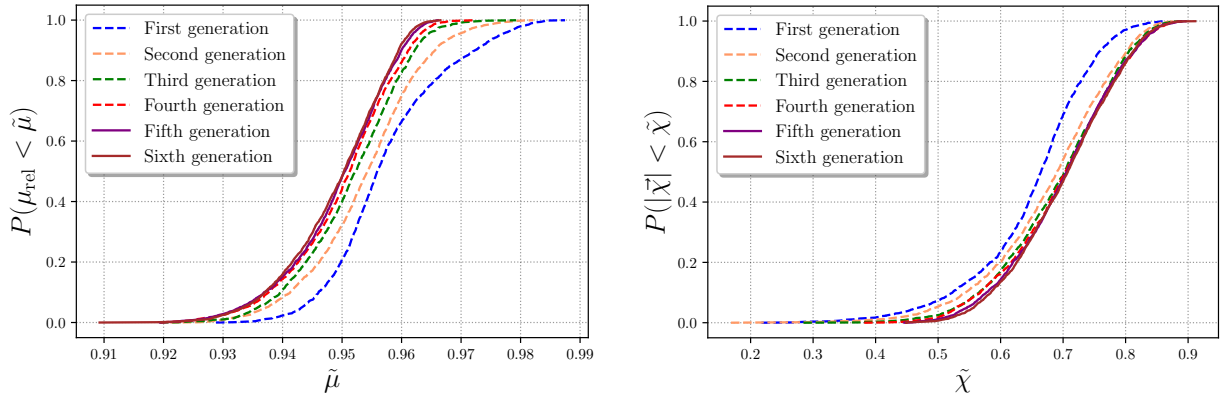 P(μ_rel < μ̃)
1.0
0.8
0.6
0.4
0.2
0.0
First generation
Second generation
Third generation
Fourth generation
Fifth generation
Sixth generation
0.91 0.92 0.93 0.94 0.95 0.96 0.97 0.98 0.99
μ̃
P(|χ⃗| < χ̃)
1.0
0.8
0.6
0.4
0.2
0.0
First generation
Second generation
Third generation
Fourth generation
Fifth generation
Sixth generation
0.2 0.3 0.4 0.5 0.6 0.7 0.8 0.9
χ̃